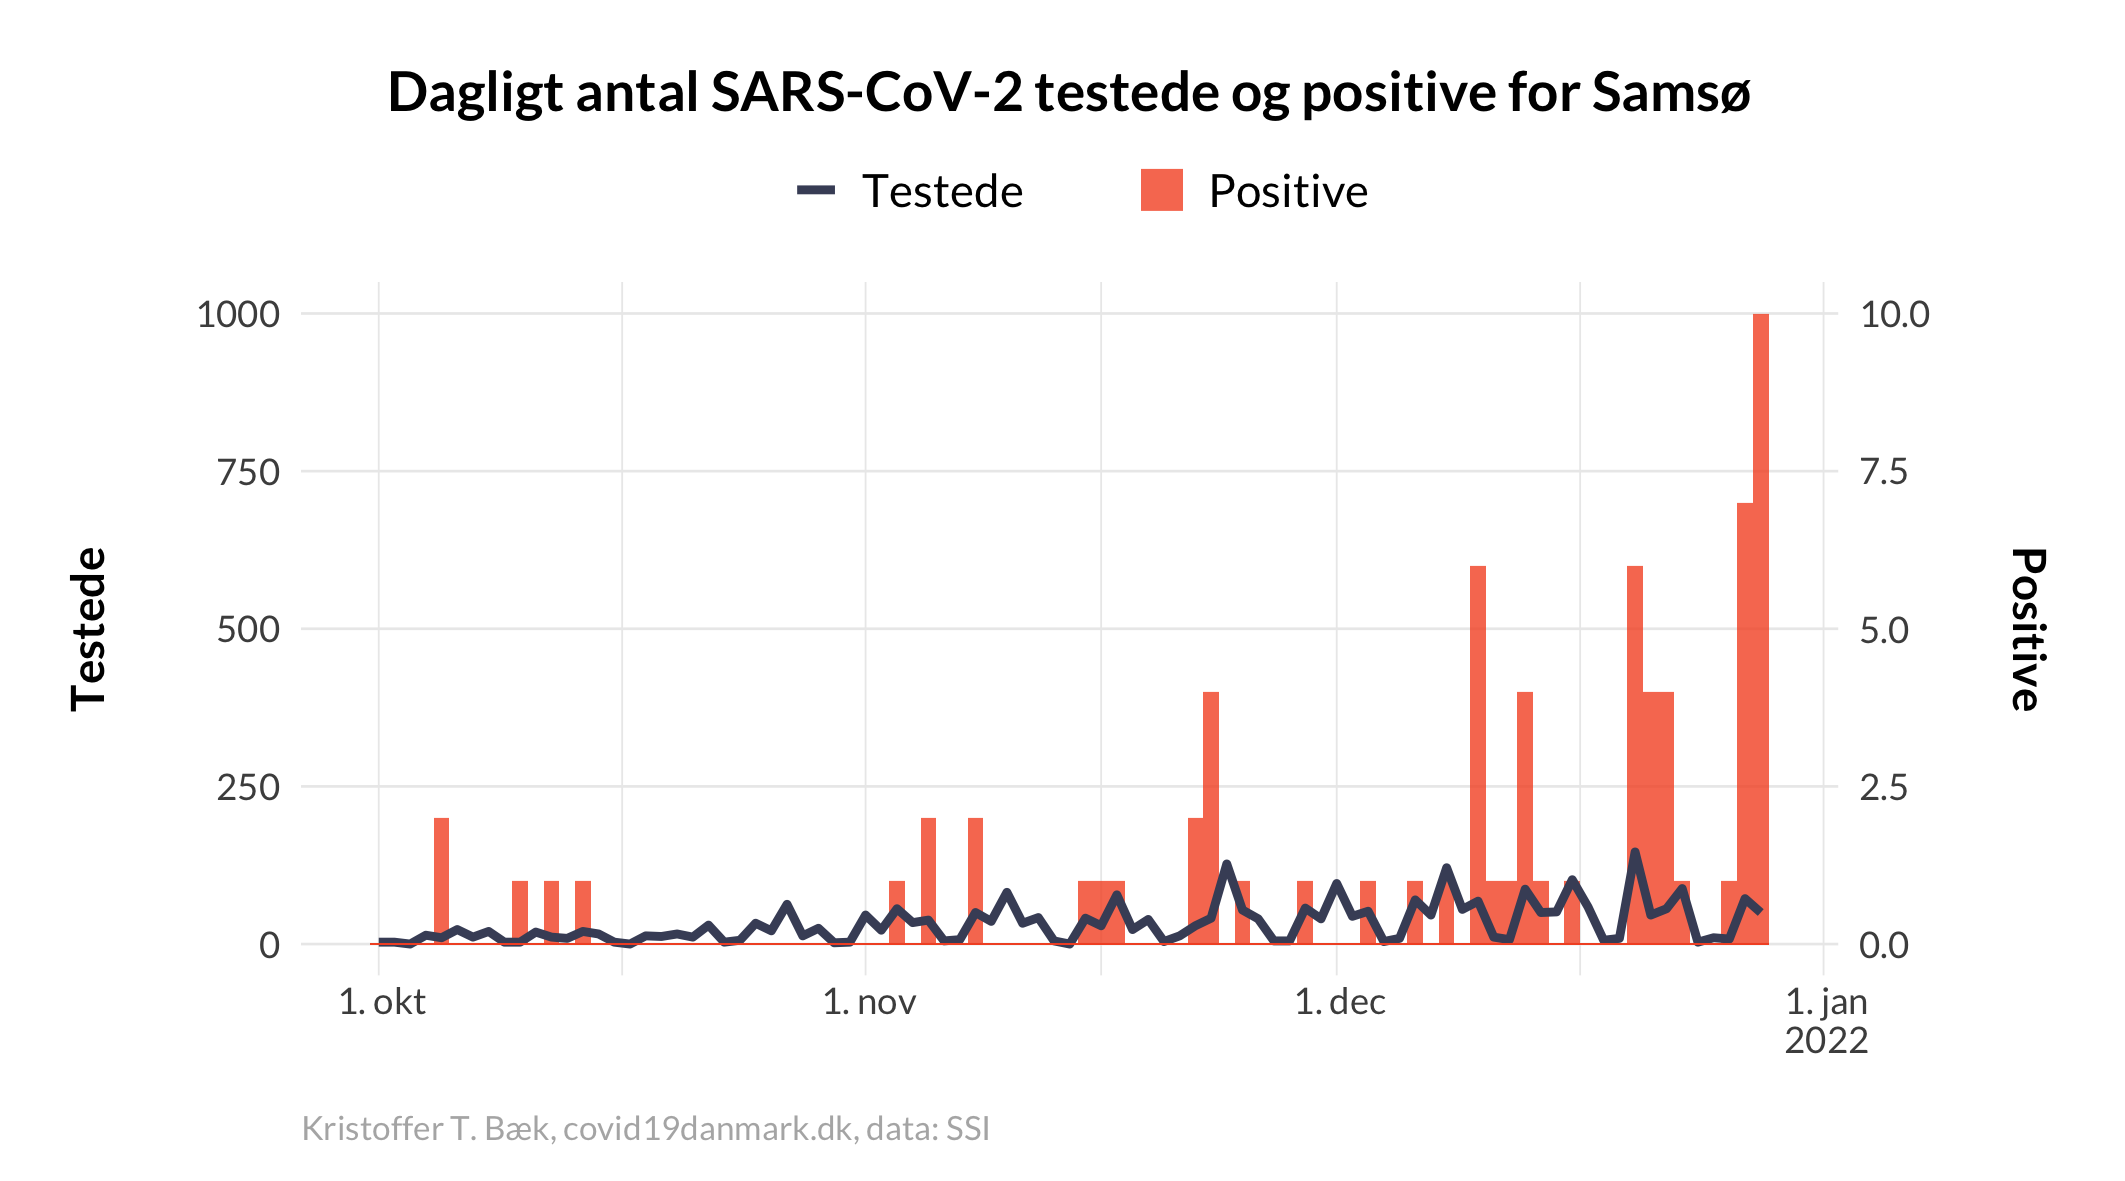 Dagligt antal SARS-CoV-2 testede og positive for Samsø
Testede
Positive
1000
750
500
250
0
10.0
7.5
5.0
2.5
0.0
Testede
Positive
1. okt
1. nov
1. dec
1. jan
2022
Kristoffer T. Bæk, covid19danmark.dk, data: SSI